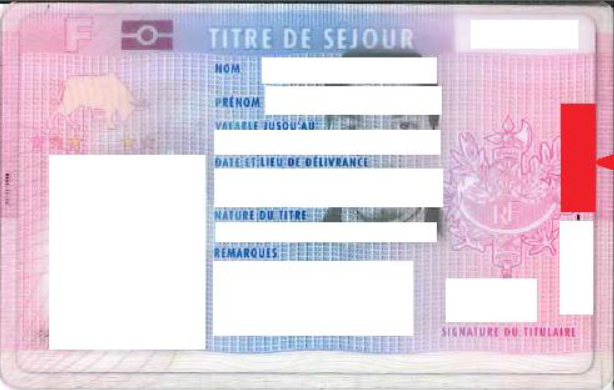 F
TITRE DE SEJOUR
NOM
PRÉNOM
VALABLE JUSQU'AU
DATE ET LIEU DE DÉLIVRANCE
NATURE DU TITRE
REMARQUES
RF
SIGNATURE DU TITULAIRE